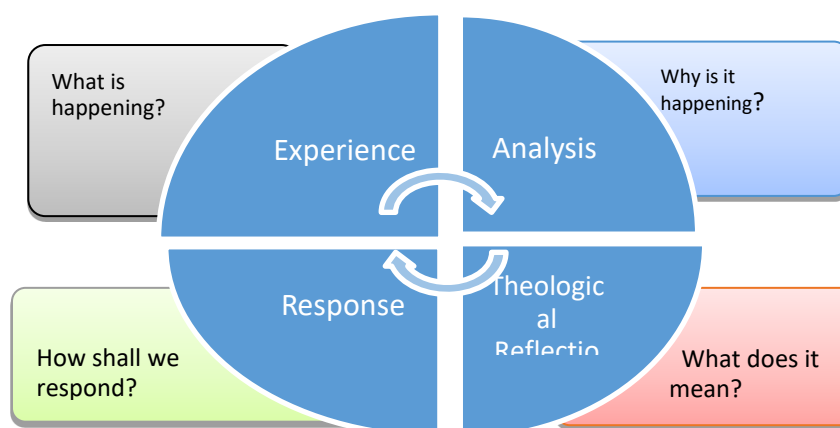 What is
happening?
Why is it
happening?
Experience
Analysis
Response
Theologic
al
Reflectio
How shall we
respond?
What does it
mean?